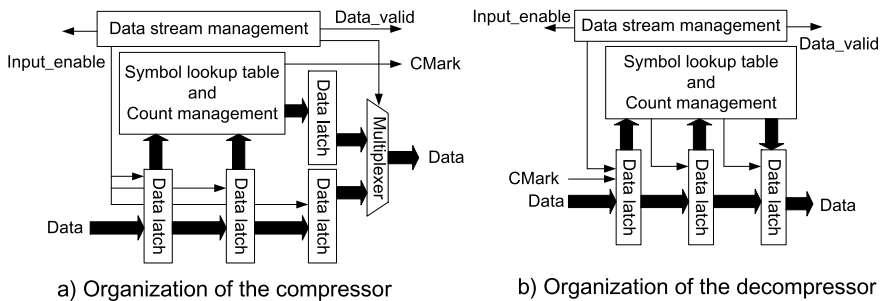 Data stream management
Data_valid
Input_enable
Symbol lookup table
and
Count management
CMark
Data latch
Multiplexer
Data
Data latch
Data latch
Data latch
Data
a) Organization of the compressor
Input_enable
Data stream management
Data_valid
Symbol lookup table
and
Count management
CMark
Data
Data latch
Data latch
Data latch
Data
b) Organization of the decompressor